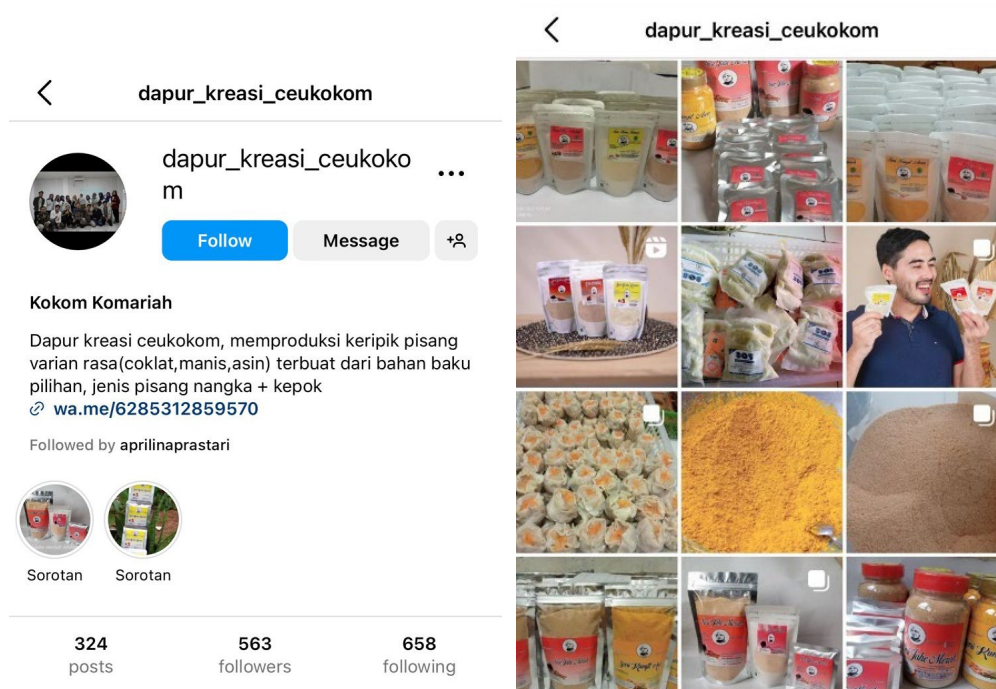 dapur_kreasi_ceukokom
dapur_kreasi_ceukoko
m
Follow
Message
Kokom Komariah
Dapur kreasi ceukokom, memproduksi keripik pisang
varian rasa(coklat,manis,asin) terbuat dari bahan baku
pilihan, jenis pisang nangka + kepok
wa.me/6285312859570
Followed by aprilinaprastari
Sorotan
Sorotan
324
posts
563
followers
658
following
dapur_kreasi_ceukokom